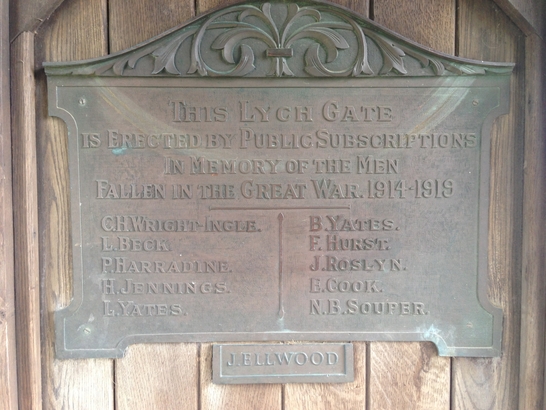 THIS LYCH GATE
IS ERECTED BY PUBLIC SUBSCRIPTIONS
IN MEMORY OF THE MEN
FALLEN IN THE GREAT WAR. 1914-1919
C.H.WRIGHT-INGLE.
L.BECK
P.HARRADINE.
H.JENNINGS.
L.YATES.
B.YATES.
F.HURST.
J.ROSLYN.
E.COOK.
N.B.SOUPER.
J.ELLWOOD